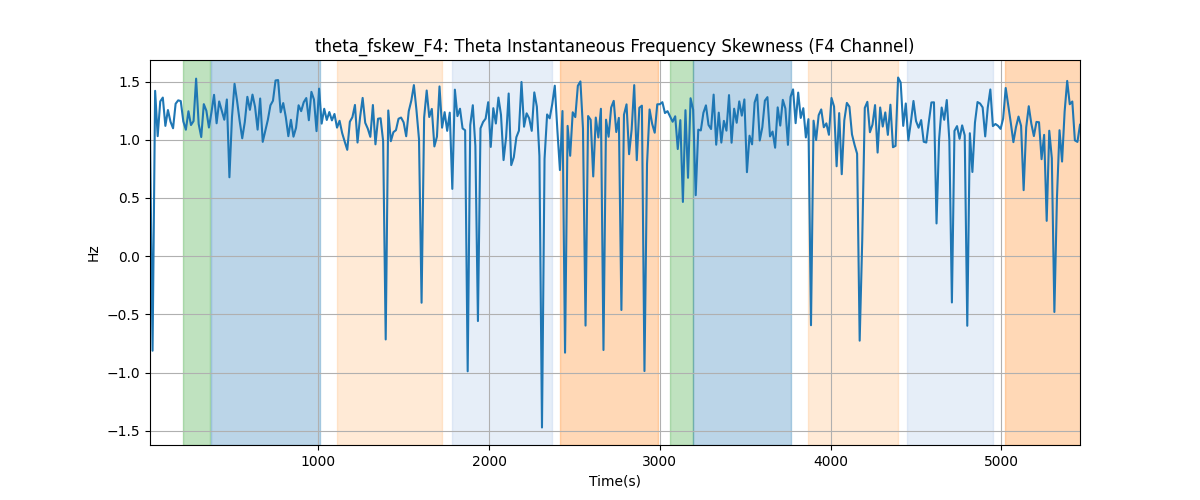 theta_fskew_F4: Theta Instantaneous Frequency Skewness (F4 Channel)
1.5
1.0
0.5
0.0
−0.5
−1.0
−1.5
Hz
1000 2000 3000 4000 5000
Time(s)